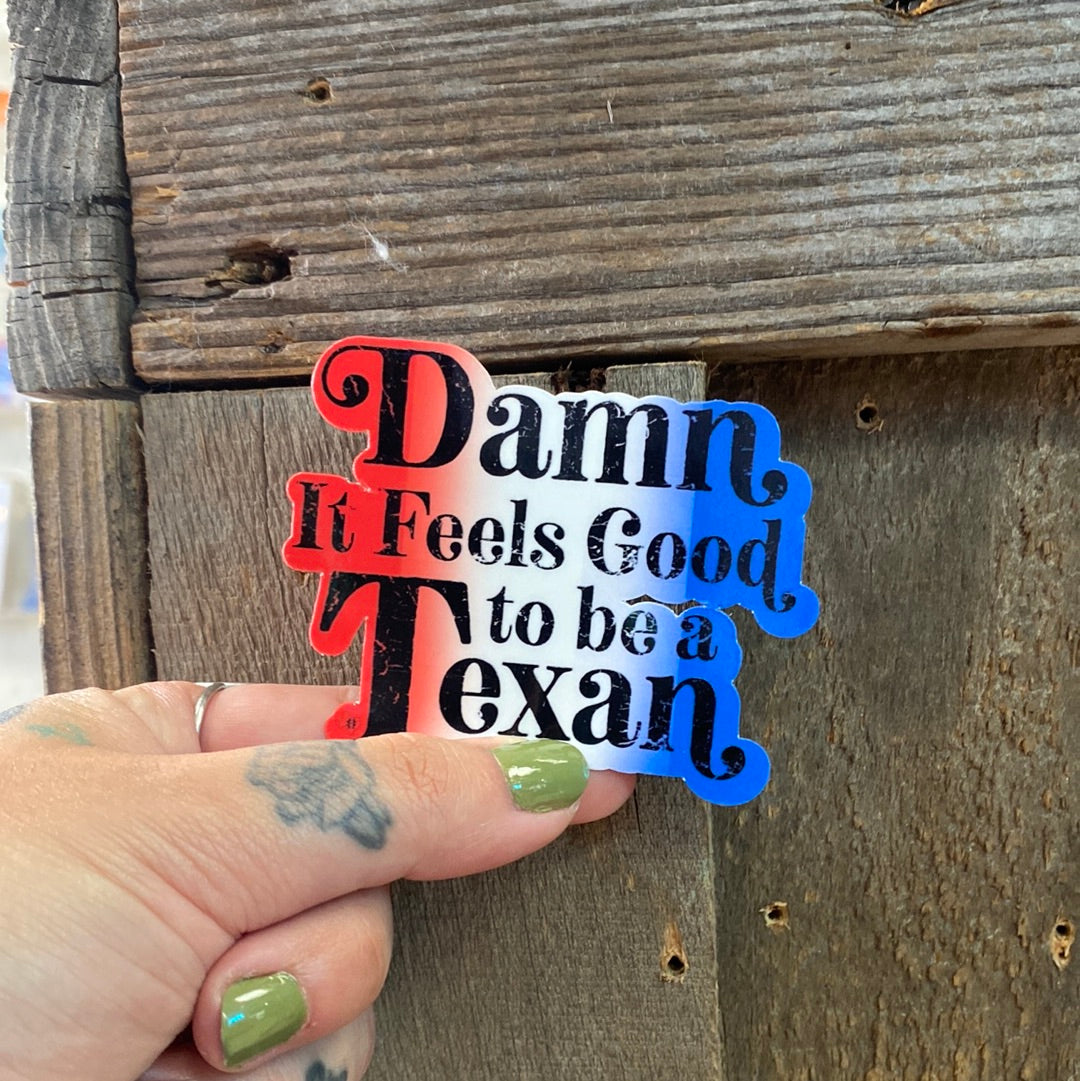 Damn
It Feels Good
to be a
Texan